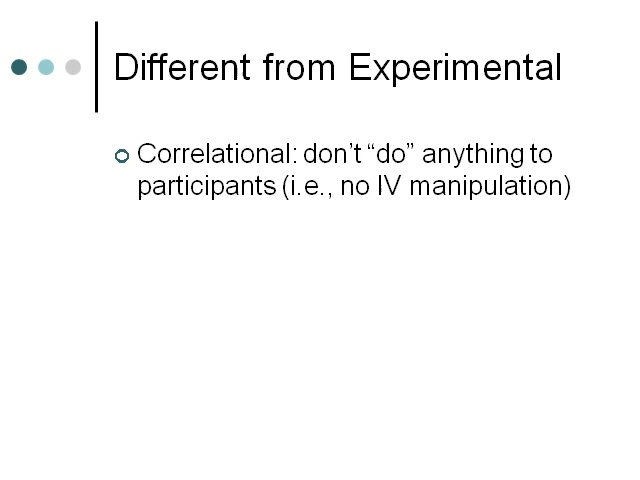 Different from Experimental
Correlational: don’t “do” anything to
participants (i.e., no IV manipulation)